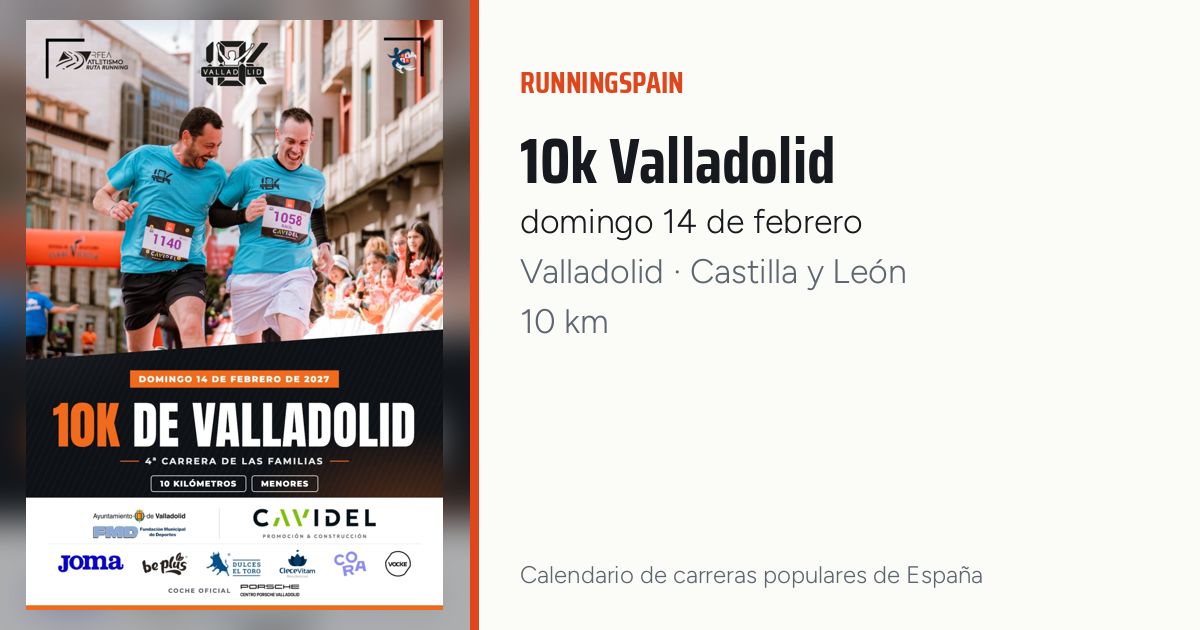 RFEA
ATLETISMO
RUTA RUNNING
10K
VALLADOLID
1140
CAVIDEL
1058
CAVIDEL
DOMINGO 14 DE FEBRERO DE 2027
10K DE VALLADOLID
4ª CARRERA DE LAS FAMILIAS
10 KILÓMETROS
MENORES
Ayuntamiento de Valladolid
FMD Fundación Municipal
de Deportes
CAVIDEL
PROMOCIÓN & CONSTRUCCIÓN
Joma
be plus
DULCES
EL TORO
CleceVitam
CORA
VOCKE
COCHE OFICIAL
PORSCHE
CENTRO PORSCHE VALLADOLID
RUNNINGSPAIN
10k Valladolid
domingo 14 de febrero
Valladolid · Castilla y León
10 km
Calendario de carreras populares de España